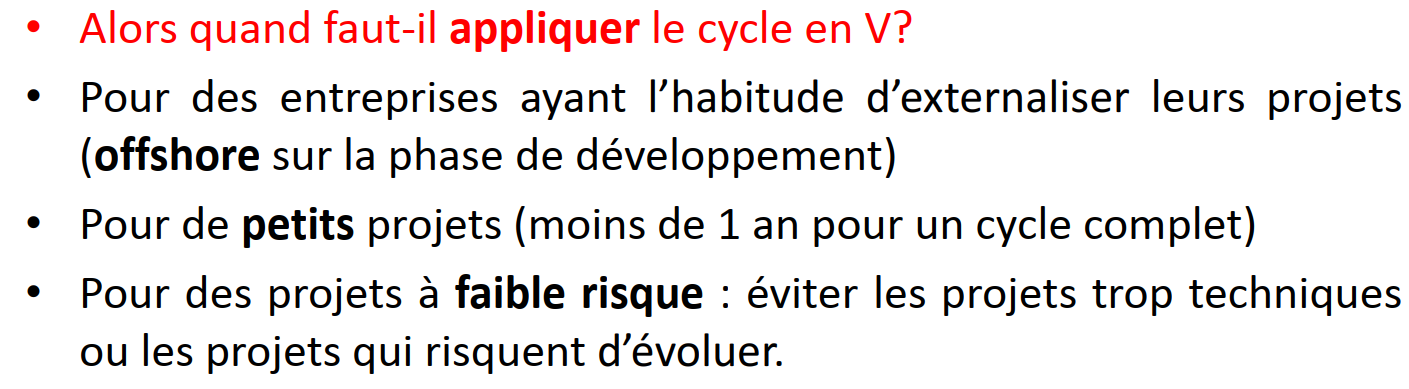 • Alors quand faut-il appliquer le cycle en V?
• Pour des entreprises ayant l’habitude d’externaliser leurs projets
(offshore sur la phase de développement)
• Pour de petits projets (moins de 1 an pour un cycle complet)
• Pour des projets à faible risque : éviter les projets trop techniques
ou les projets qui risquent d’évoluer.